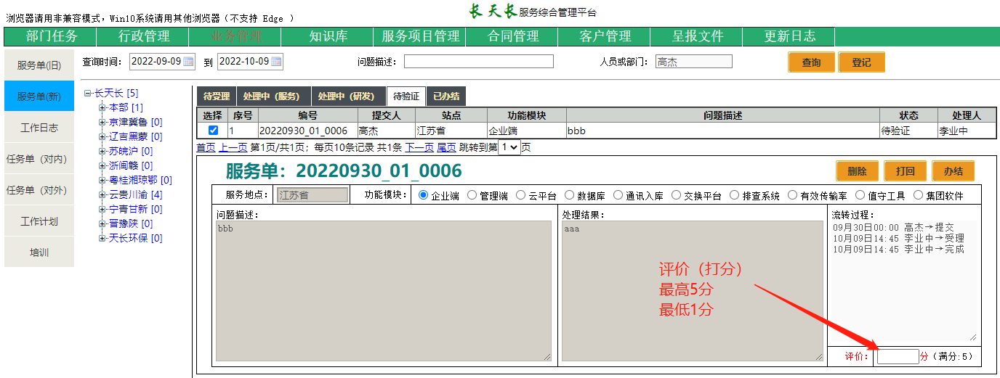 浏览器请用非兼容模式，Win10系统请用其他浏览器（不支持 Edge ）
长天长服务综合管理平台
部门任务 行政管理 业务管理 知识库 服务项目管理 合同管理 客户管理 呈报文件 更新日志
服务单(旧)
服务单(新)
工作日志
任务单（对内）
任务单（对外）
工作计划
培训
查询时间： 2022-09-09 到 2022-10-09 问题描述： 人员或部门： 高杰 查询 登记
长天长 [5]
本部 [1]
京津冀鲁 [0]
辽吉黑蒙 [0]
苏皖沪 [0]
浙闽赣 [0]
粤桂湘琼鄂 [0]
云贵川渝 [4]
宁青甘新 [0]
晋豫陕 [0]
天长环保 [0]
待受理 处理中（服务） 处理中（研发） 待验证 已办结
选择 序号 编号 提交人 站点 功能模块 问题描述 状态 处理人
1 20220930_01_0006 高杰 江苏省 企业端 bbb 待验证 李业中
首页 上一页 第1页/共1页；每页10条记录 共1条 下一页 尾页 跳转到第 1 页
服务单：20220930_01_0006 删除 打回 办结
服务地点： 江苏省 功能模块： 企业端 管理端 云平台 数据库 通讯入库 交换平台 排查系统 有效传输率 值守工具 集团软件
问题描述：
bbb
处理结果：
aaa
流转过程：
09月30日00:00 高杰→提交
10月09日14:45 李业中→受理
10月09日14:45 李业中→完成
评价（打分）
最高5分
最低1分
评价： 分（满分:5）